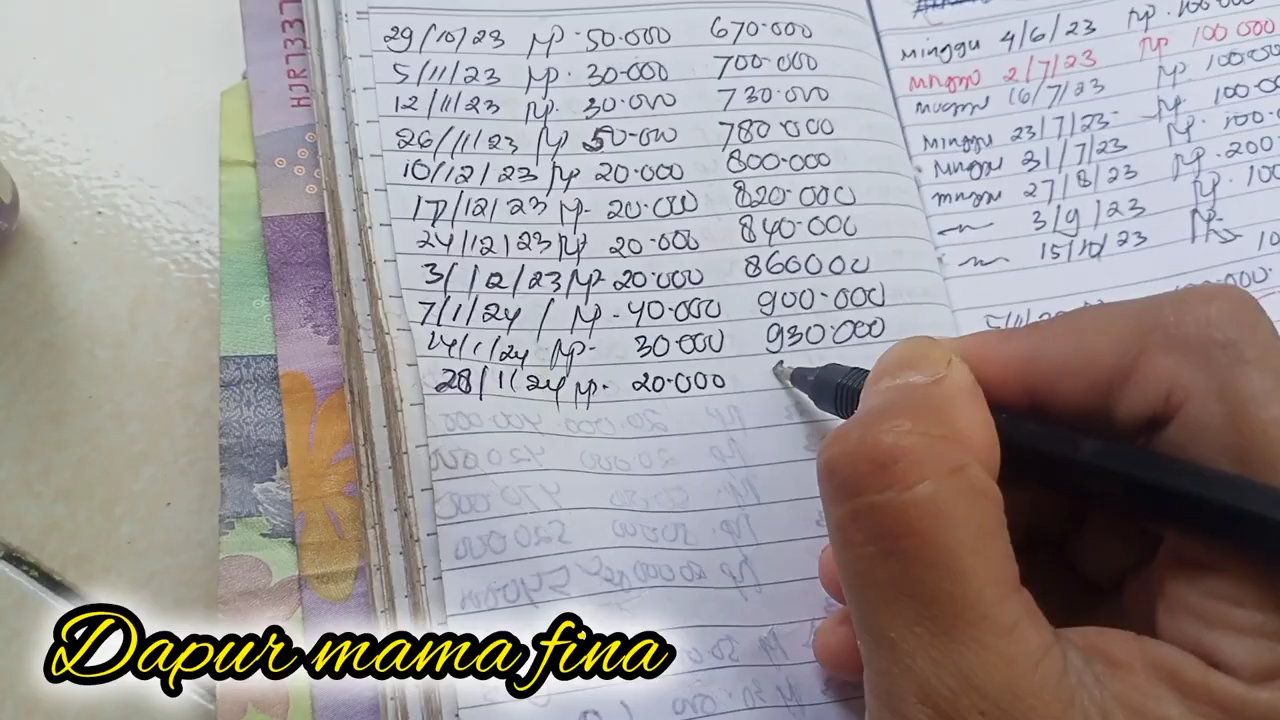 29/10/23 Rp. 50.000 670.000
5/11/23 Rp. 30.000 700.000
12/11/23 Rp. 30.000 730.000
26/11/23 Rp 50.000 780.000
10/12/23 Rp 20.000 800.000
17/12/23 Rp. 20.000 820.000
24/12/23 Rp 20.000 840.000
3/12/23 Rp 20.000 860000
7/1/24 / Rp. 40.000 900.000
14/1/24 Rp. 30.000 930.000
28/1/24 Rp. 20.000
Minggu 4/6/23 Rp. 100.000
Minggu 2/7/23 Rp 100 000
Minggu 16/7/23 Rp. 100.000
Minggu 23/7/23 Rp. 100.00
Minggu 31/7/23 Rp. 100.
Minggu 27/8/23 Rp. 200
3/9/23 Rp. 100
15/10/23 Rp. 10
HJR7337
Dapur mama fina